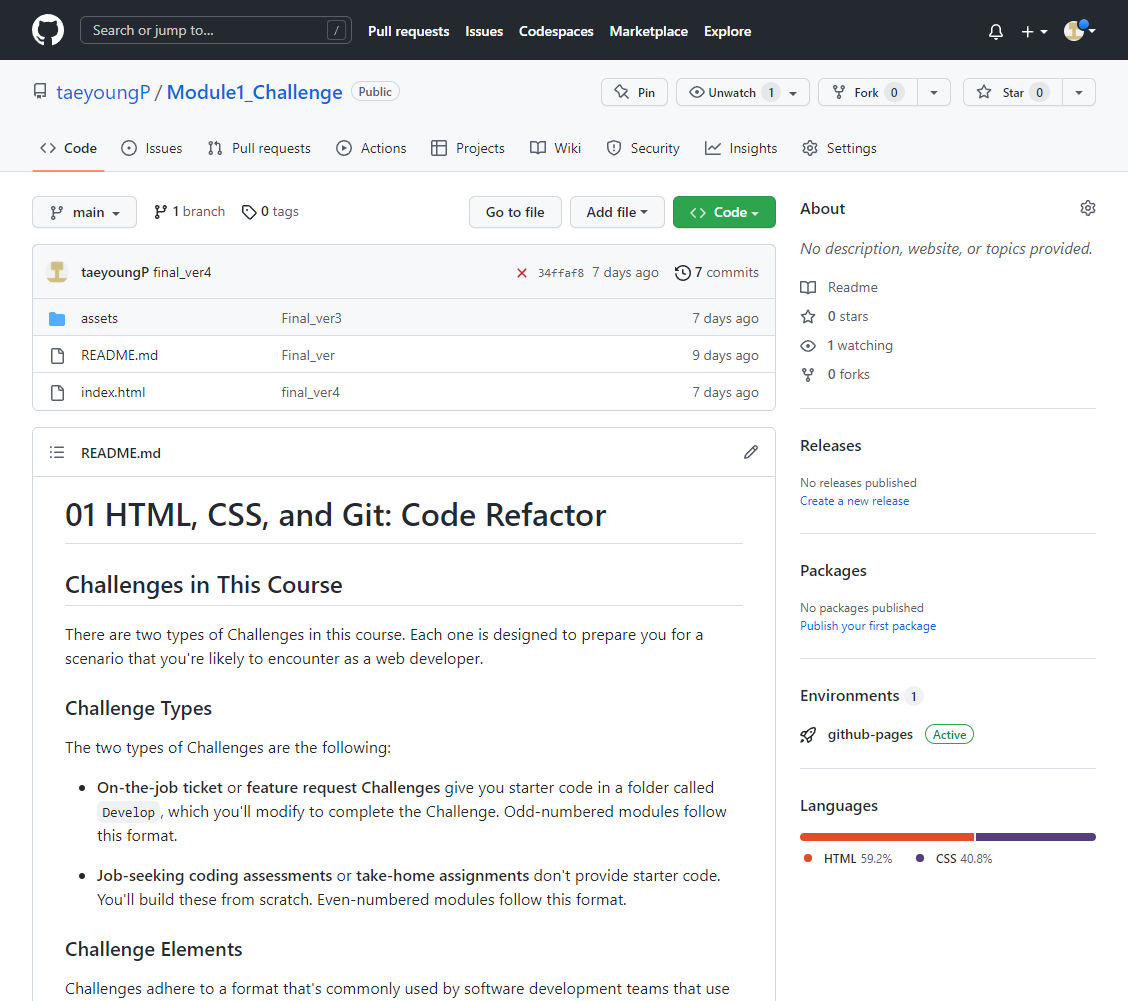 Search or jump to... /
Pull requests Issues Codespaces Marketplace Explore
taeyoungP / Module1_Challenge Public
Pin Unwatch 1 Fork 0 Star 0
Code Issues Pull requests Actions Projects Wiki Security Insights Settings
main 1 branch 0 tags Go to file Add file Code
taeyoungP final_ver4 34ffaf8 7 days ago 7 commits
assets Final_ver3 7 days ago
README.md Final_ver 9 days ago
index.html final_ver4 7 days ago
README.md
01 HTML, CSS, and Git: Code Refactor
Challenges in This Course
There are two types of Challenges in this course. Each one is designed to prepare you for a
scenario that you're likely to encounter as a web developer.
Challenge Types
The two types of Challenges are the following:
On-the-job ticket or feature request Challenges give you starter code in a folder called
Develop, which you'll modify to complete the Challenge. Odd-numbered modules follow
this format.
Job-seeking coding assessments or take-home assignments don't provide starter code.
You'll build these from scratch. Even-numbered modules follow this format.
Challenge Elements
Challenges adhere to a format that's commonly used by software development teams that use
About
No description, website, or topics provided.
Readme
0 stars
1 watching
0 forks
Releases
No releases published
Create a new release
Packages
No packages published
Publish your first package
Environments 1
github-pages Active
Languages
HTML 59.2% CSS 40.8%